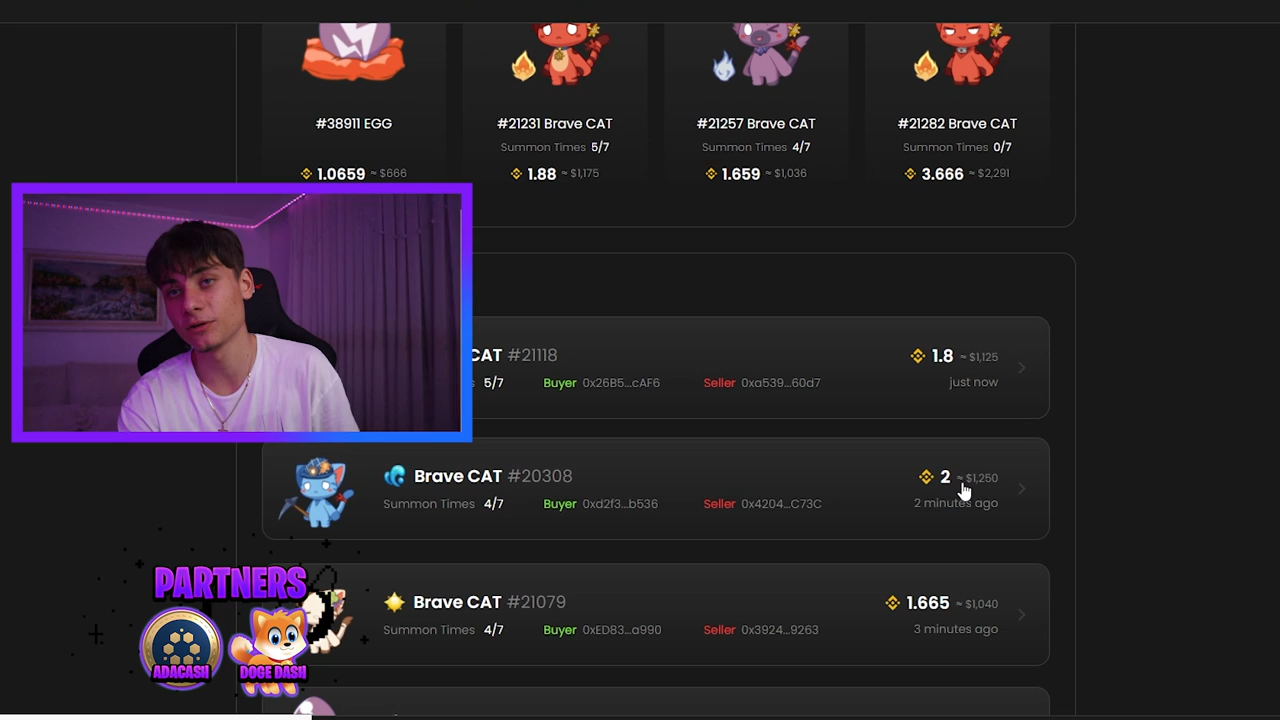 #38911 EGG
#21231 Brave CAT
#21257 Brave CAT
#21282 Brave CAT
Summon Times 5/7
Summon Times 4/7
Summon Times 0/7
1.0659 ≈ $666
1.88 ≈ $1,175
1.659 ≈ $1,036
3.666 ≈ $2,291
CAT #21118
1.8 ≈ $1,125
s 5/7 Buyer 0x26B5...cAF6 Seller 0xa539...60d7
just now
Brave CAT #20308
2 ≈ $1,250
Summon Times 4/7 Buyer 0xd2f3...b536 Seller 0x4204...C73C
2 minutes ago
Brave CAT #21079
1.665 ≈ $1,040
Summon Times 4/7 Buyer 0xED83...a990 Seller 0x3924...9263
3 minutes ago
PARTNERS
ADACASH
DOGE DASH